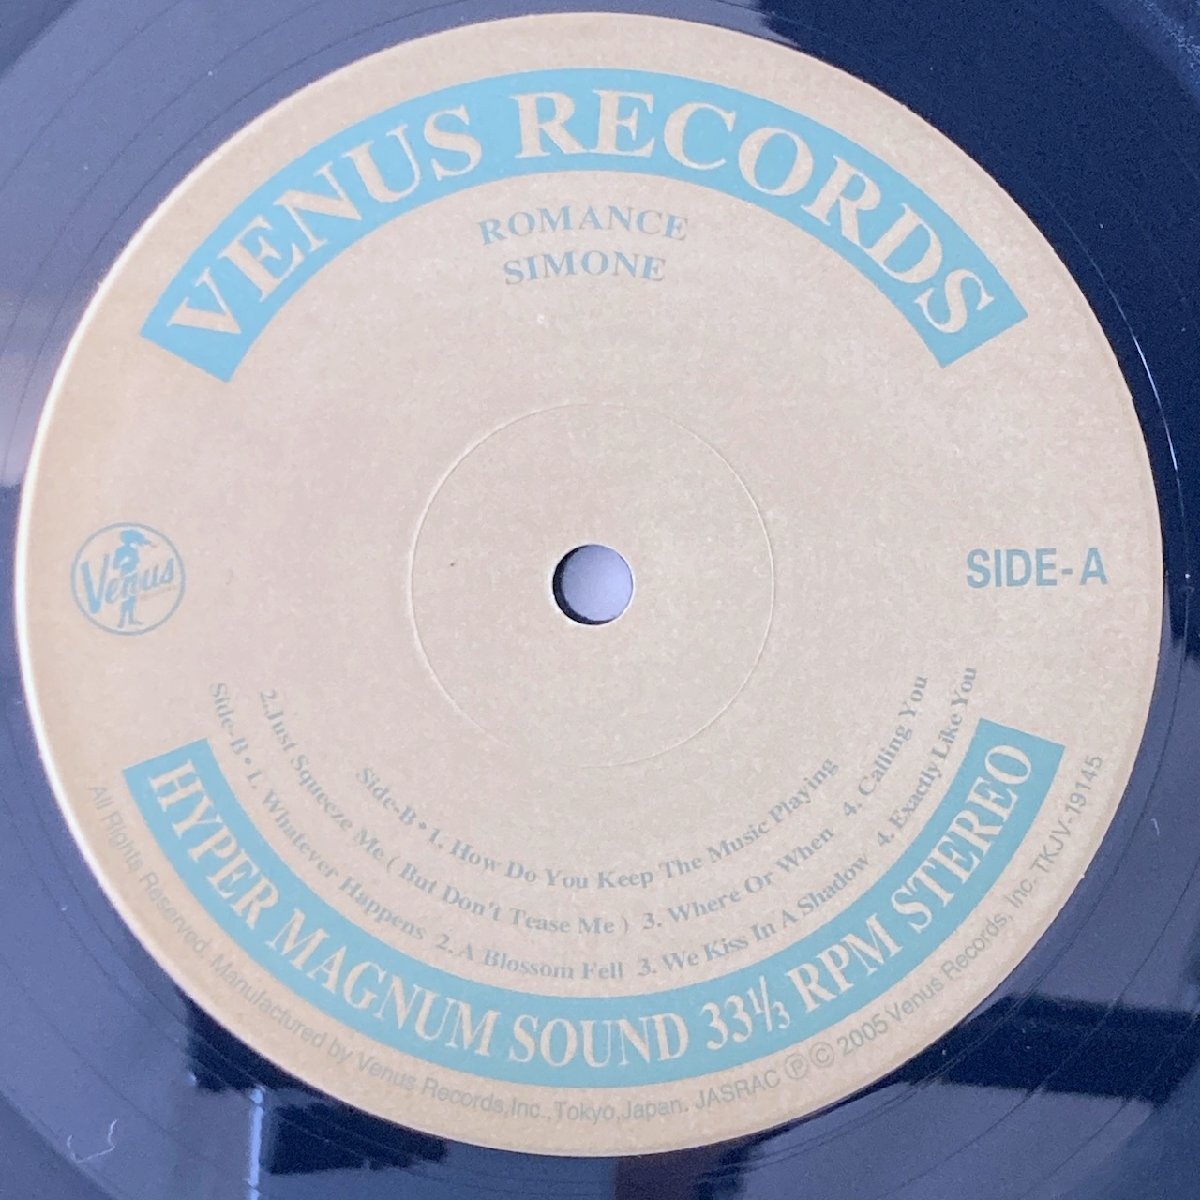 VENUS RECORDS
ROMANCE
SIMONE
Venus
SIDE-A
Side-B • 1. How Do You Keep The Music Playing
2.Just Squeeze Me ( But Don't Tease Me ) 3. Where Or When 4. Calling You
Side-B • 1. Whatever Happens 2. A Blossom Fell 3. We Kiss In A Shadow 4. Exactly Like You
HYPER MAGNUM SOUND 33⅓ RPM STEREO
All Rights Reserved. Manufactured by Venus Records,Inc.,Tokyo,Japan. JASRAC Ⓟ © 2005 Venus Records, Inc. TKJV-19145